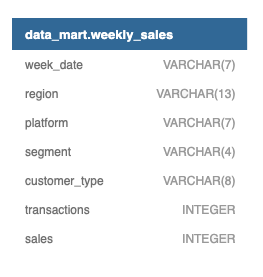 data_mart.weekly_sales
week_date VARCHAR(7)
region VARCHAR(13)
platform VARCHAR(7)
segment VARCHAR(4)
customer_type VARCHAR(8)
transactions INTEGER
sales INTEGER